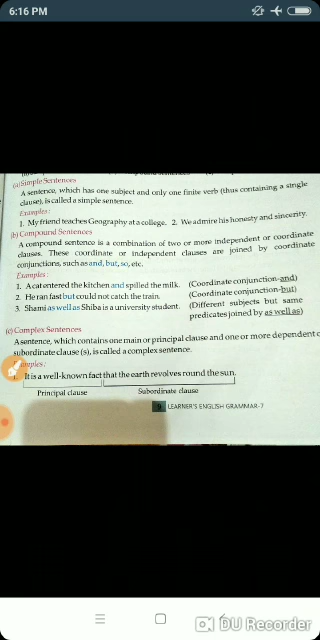 6:16 PM
(a) Simple Sentences
A sentence, which has one subject and only one finite verb (thus containing a single
clause), is called a simple sentence.
Examples :
1. My friend teaches Geography at a college. 2. We admire his honesty and sincerity.
(b) Compound Sentences
A compound sentence is a combination of two or more independent or coordinate
clauses. These coordinate or independent clauses are joined by coordinate
conjunctions, such as and, but, so, etc.
Examples :
1. A cat entered the kitchen and spilled the milk. (Coordinate conjunction-and)
2. He ran fast but could not catch the train. (Coordinate conjunction-but)
3. Shami as well as Shiba is a university student. (Different subjects but same
predicates joined by as well as)
(c) Complex Sentences
A sentence, which contains one main or principal clause and one or more dependent
subordinate clause (s), is called a complex sentence.
It is a well-known fact that the earth revolves round the sun.
Principal clause Subordinate clause
9 LEARNER'S ENGLISH GRAMMAR-7
DU Recorder